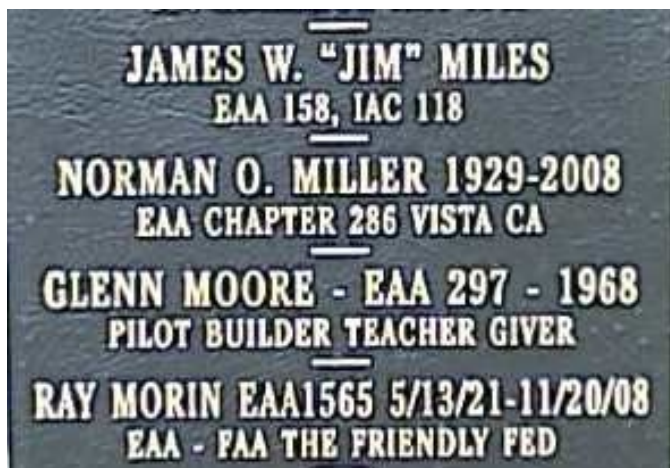 JAMES W. "JIM" MILES
EAA 158, IAC 118
NORMAN O. MILLER 1929-2008
EAA CHAPTER 286 VISTA CA
GLENN MOORE - EAA 297 - 1968
PILOT BUILDER TEACHER GIVER
RAY MORIN EAA1565 5/13/21-11/20/08
EAA - FAA THE FRIENDLY FED